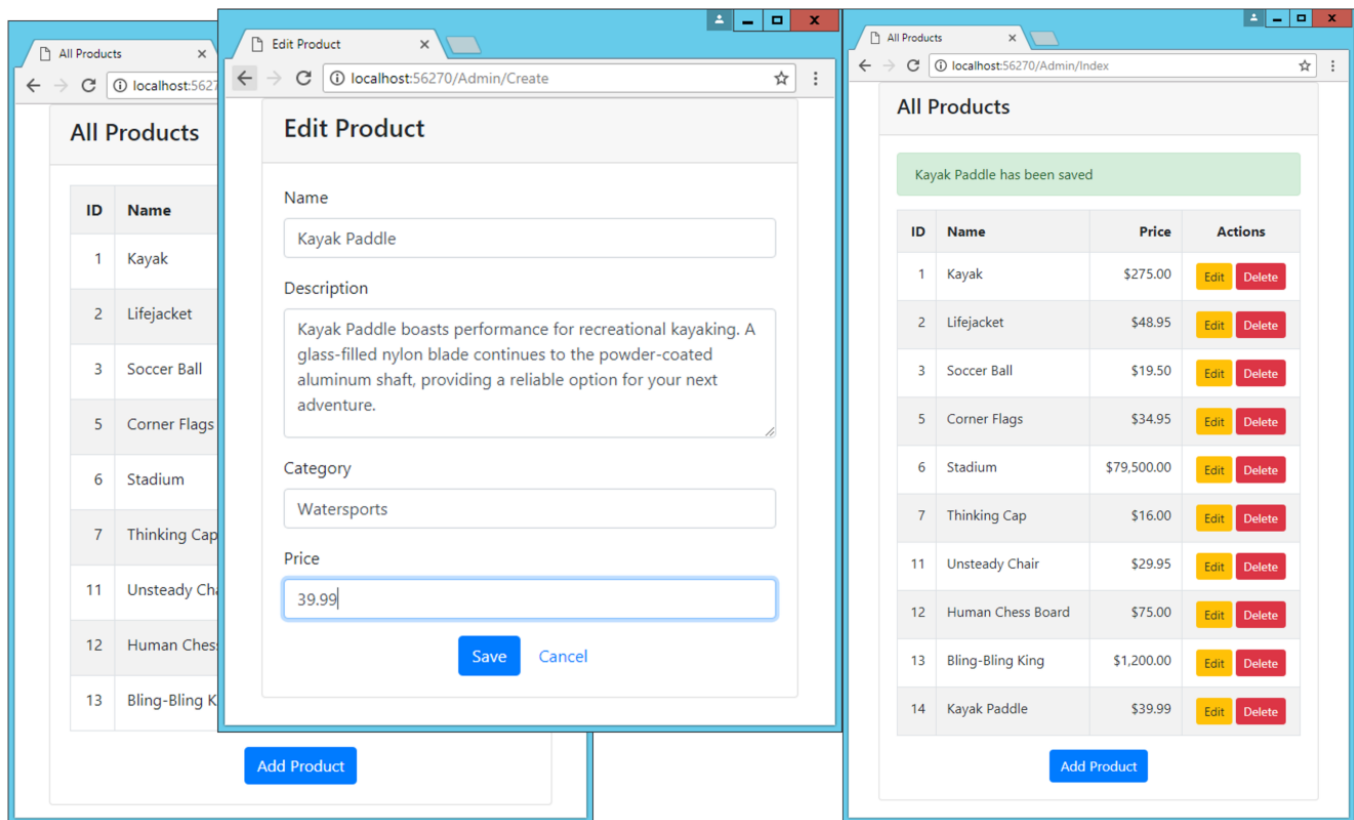 All Products
localhost:5627
All Products
ID Name
1 Kayak
2 Lifejacket
3 Soccer Ball
5 Corner Flags
6 Stadium
7 Thinking Cap
11 Unsteady Cha
12 Human Chess
13 Bling-Bling K
Add Product
Edit Product
localhost:56270/Admin/Create
Edit Product
Name
Kayak Paddle
Description
Kayak Paddle boasts performance for recreational kayaking. A
glass-filled nylon blade continues to the powder-coated
aluminum shaft, providing a reliable option for your next
adventure.
Category
Watersports
Price
39.99
Save Cancel
All Products
localhost:56270/Admin/Index
All Products
Kayak Paddle has been saved
ID Name Price Actions
1 Kayak $275.00 Edit Delete
2 Lifejacket $48.95 Edit Delete
3 Soccer Ball $19.50 Edit Delete
5 Corner Flags $34.95 Edit Delete
6 Stadium $79,500.00 Edit Delete
7 Thinking Cap $16.00 Edit Delete
11 Unsteady Chair $29.95 Edit Delete
12 Human Chess Board $75.00 Edit Delete
13 Bling-Bling King $1,200.00 Edit Delete
14 Kayak Paddle $39.99 Edit Delete
Add Product